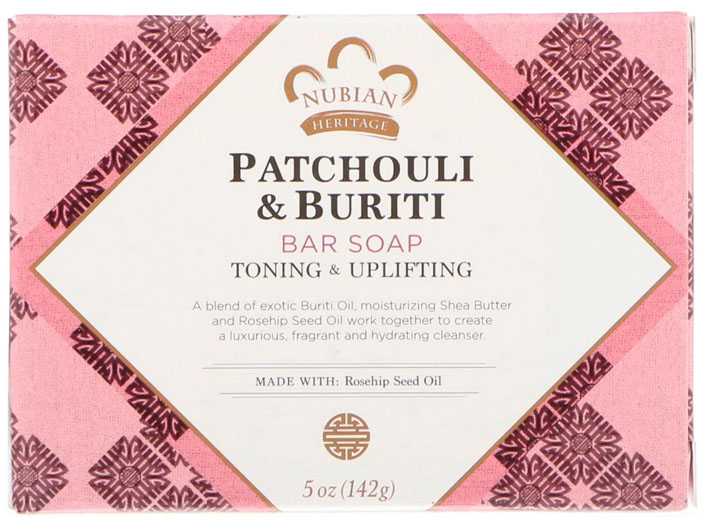 NUBIAN
HERITAGE
PATCHOULI
& BURITI
BAR SOAP
TONING & UPLIFTING
A blend of exotic Buriti Oil, moisturizing Shea Butter
and Rosehip Seed Oil work together to create
a luxurious, fragrant and hydrating cleanser.
MADE WITH: Rosehip Seed Oil
5 oz (142g)